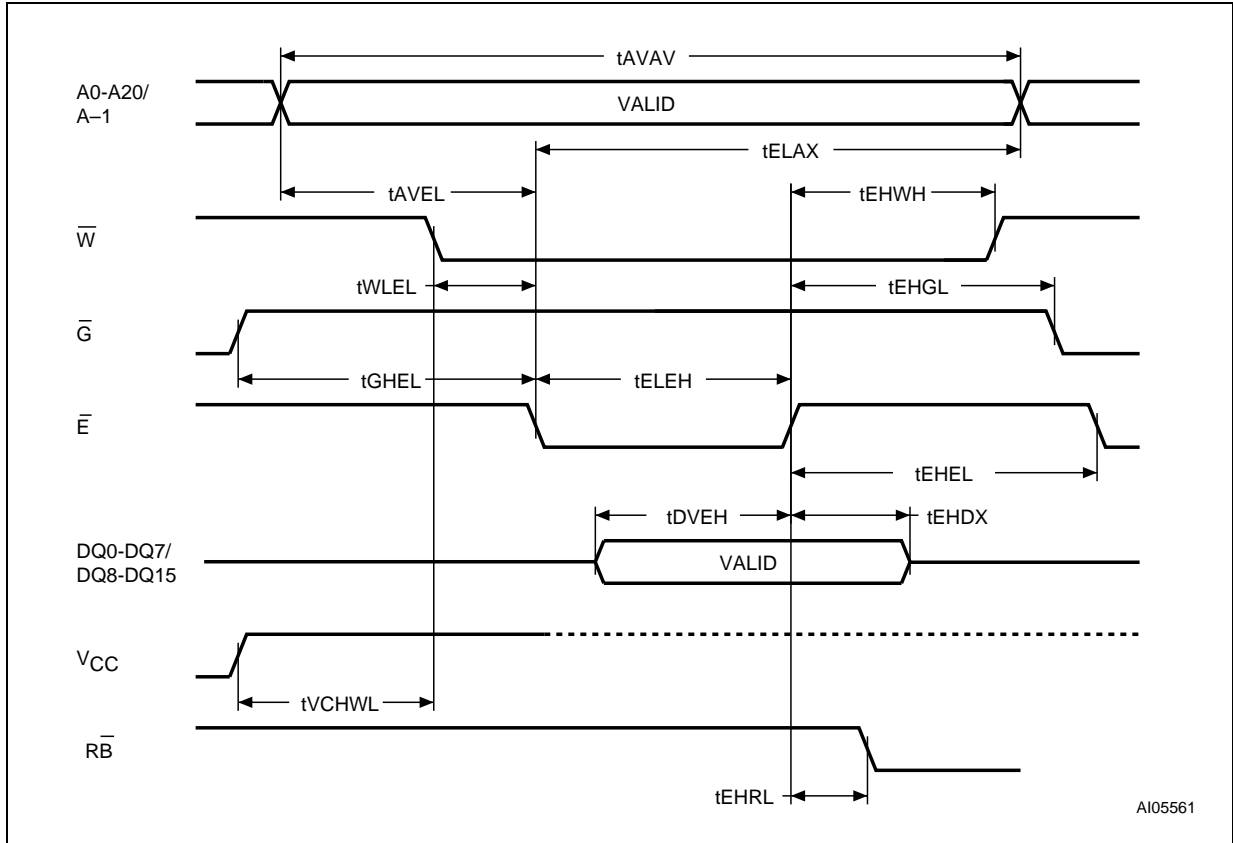 tAVAV
A0-A20/
A–1
VALID
tELAX
tAVEL
tEHWH
W̅
tWLEL
tEHGL
G̅
tGHEL
tELEH
E̅
tEHEL
tDVEH
tEHDX
DQ0-DQ7/
DQ8-DQ15
VALID
VCC
tVCHWL
RB̅
tEHRL
AI05561